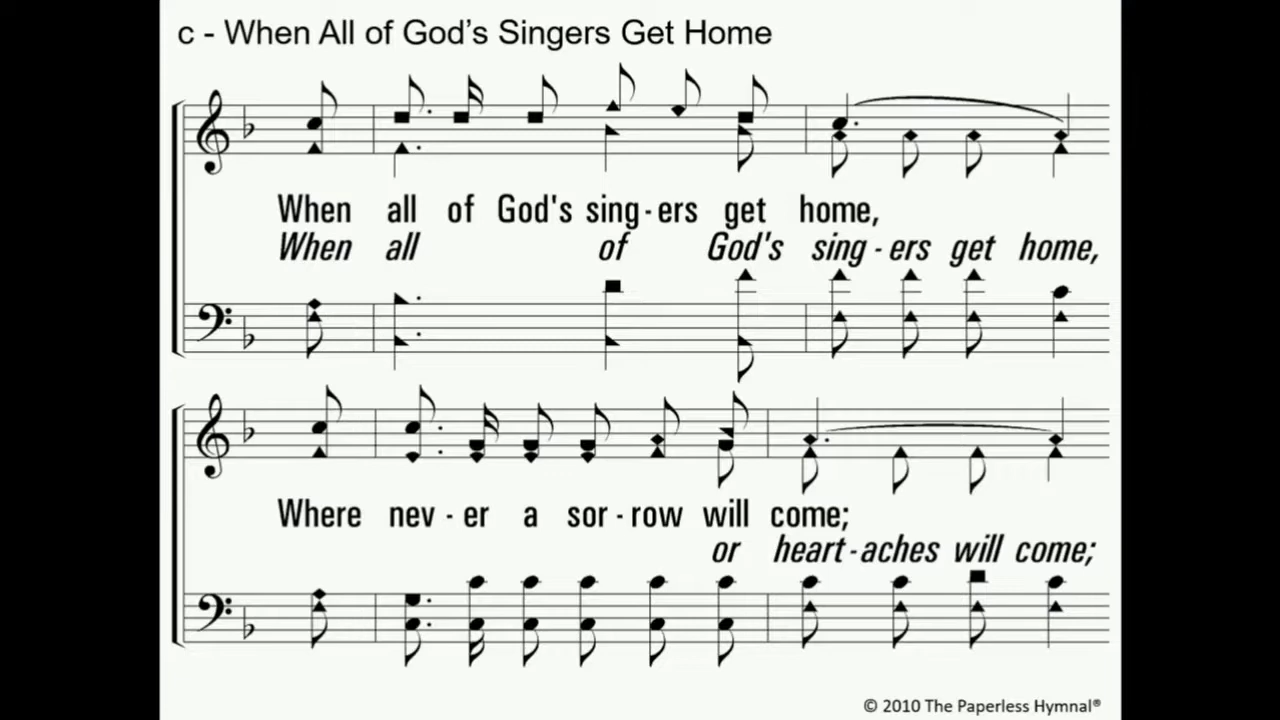 c - When All of God's Singers Get Home
When all of God's sing - ers get home,
When all of God's sing - ers get home,
Where nev - er a sor - row will come;
or heart - aches will come;
© 2010 The Paperless Hymnal®